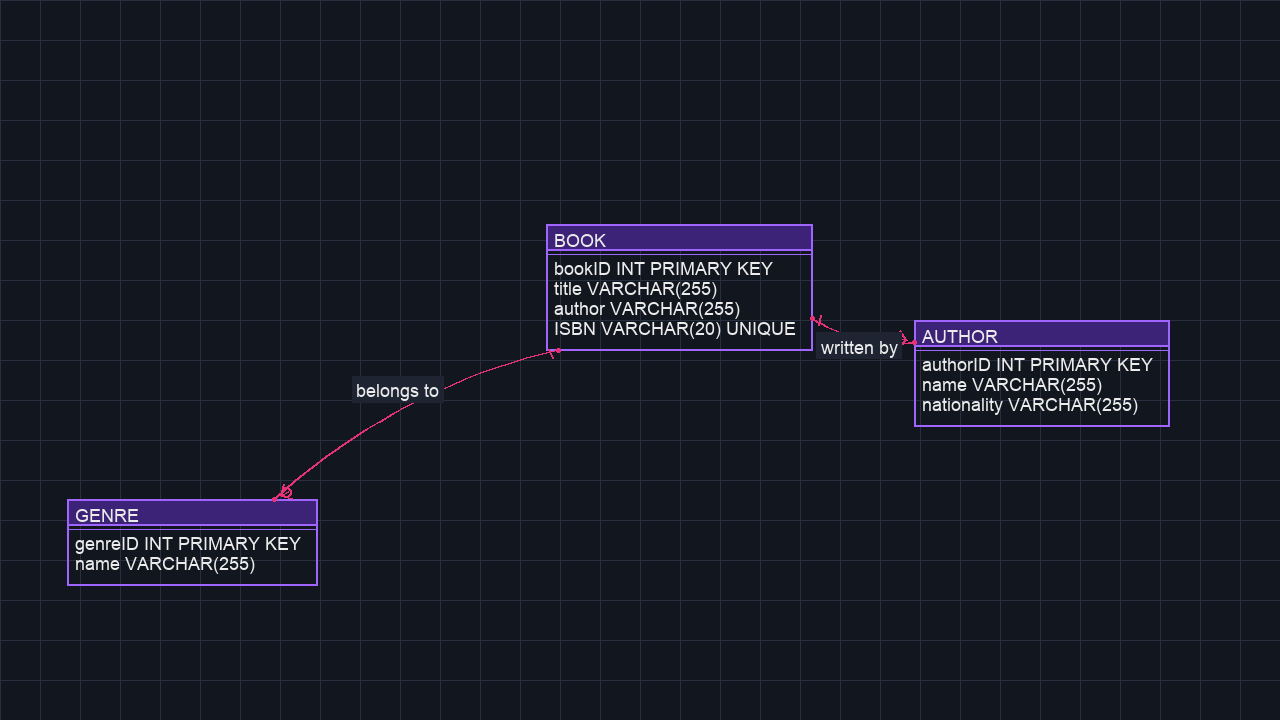 BOOK
bookID INT PRIMARY KEY
title VARCHAR(255)
author VARCHAR(255)
ISBN VARCHAR(20) UNIQUE
written by
AUTHOR
authorID INT PRIMARY KEY
name VARCHAR(255)
nationality VARCHAR(255)
belongs to
GENRE
genreID INT PRIMARY KEY
name VARCHAR(255)